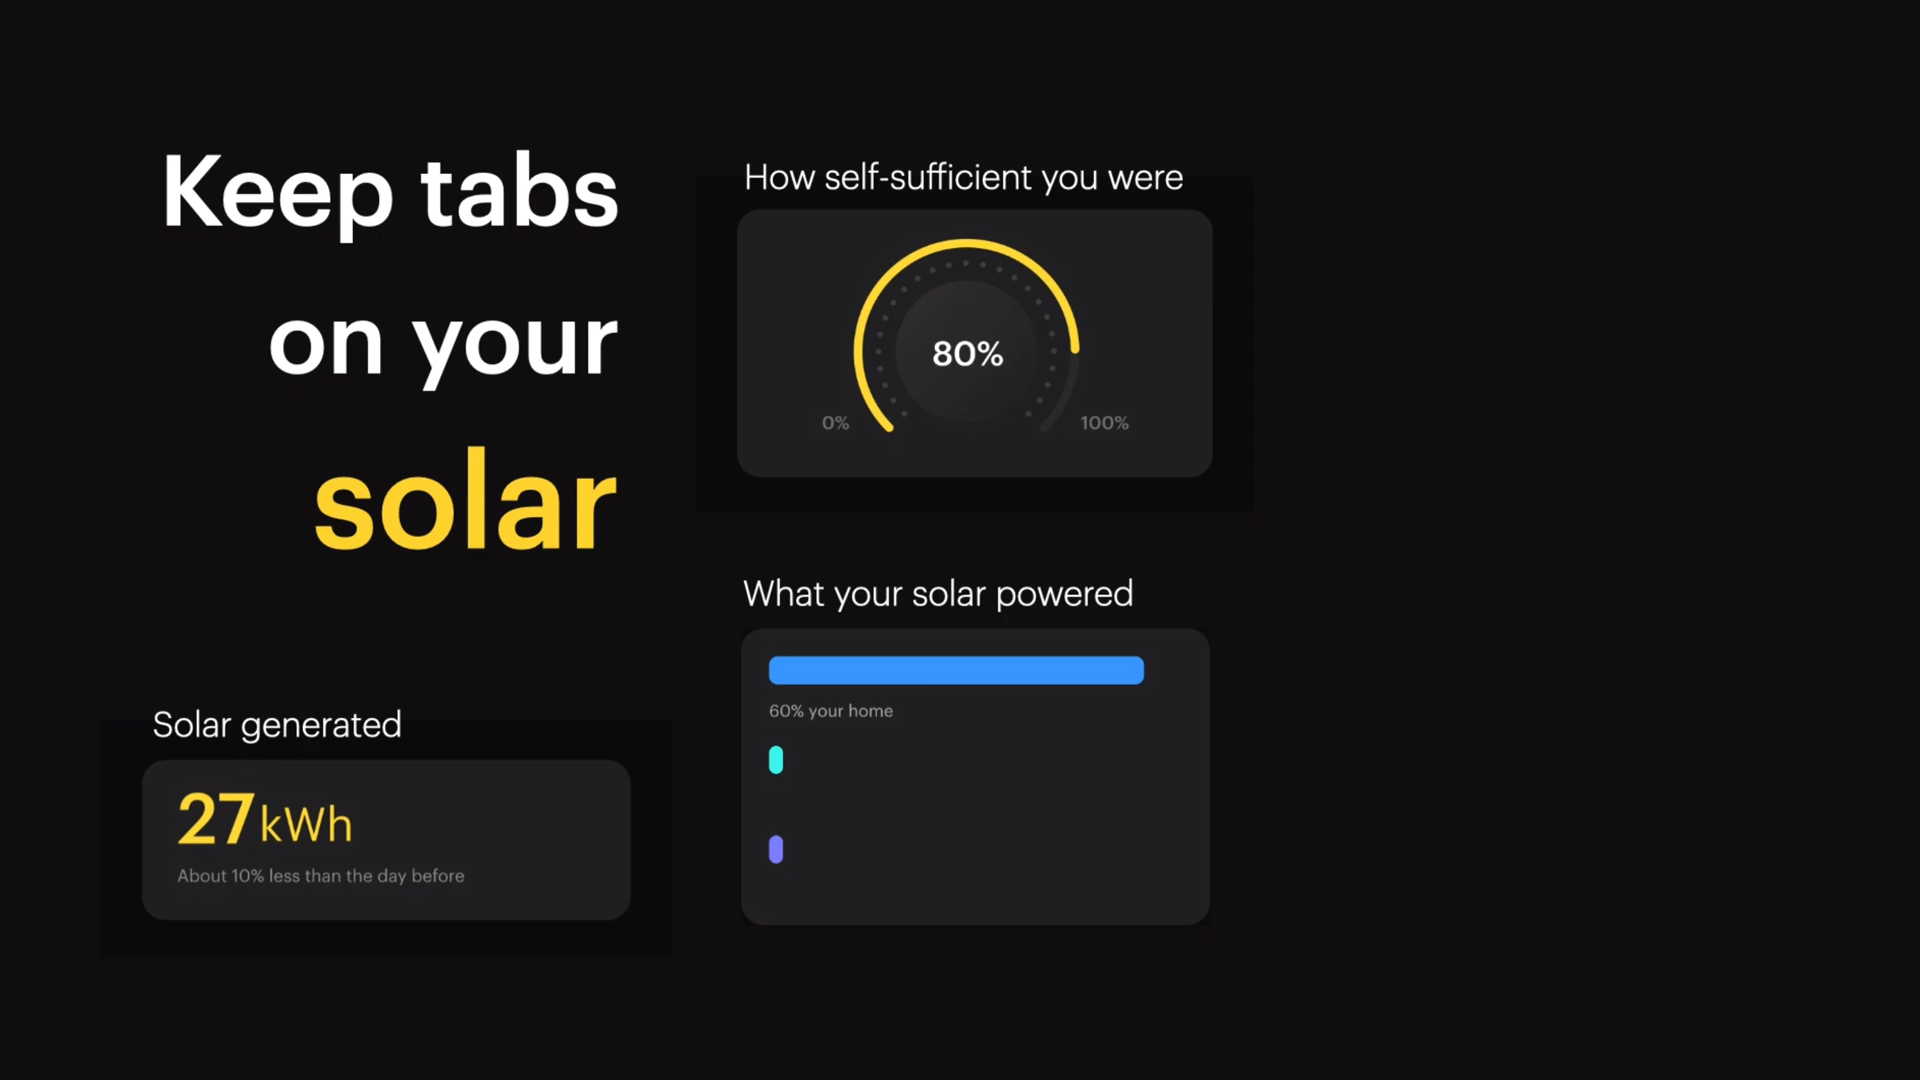 Keep tabs
on your
solar
Solar generated
27kWh
About 10% less than the day before
How self-sufficient you were
80%
0%
100%
What your solar powered
60% your home